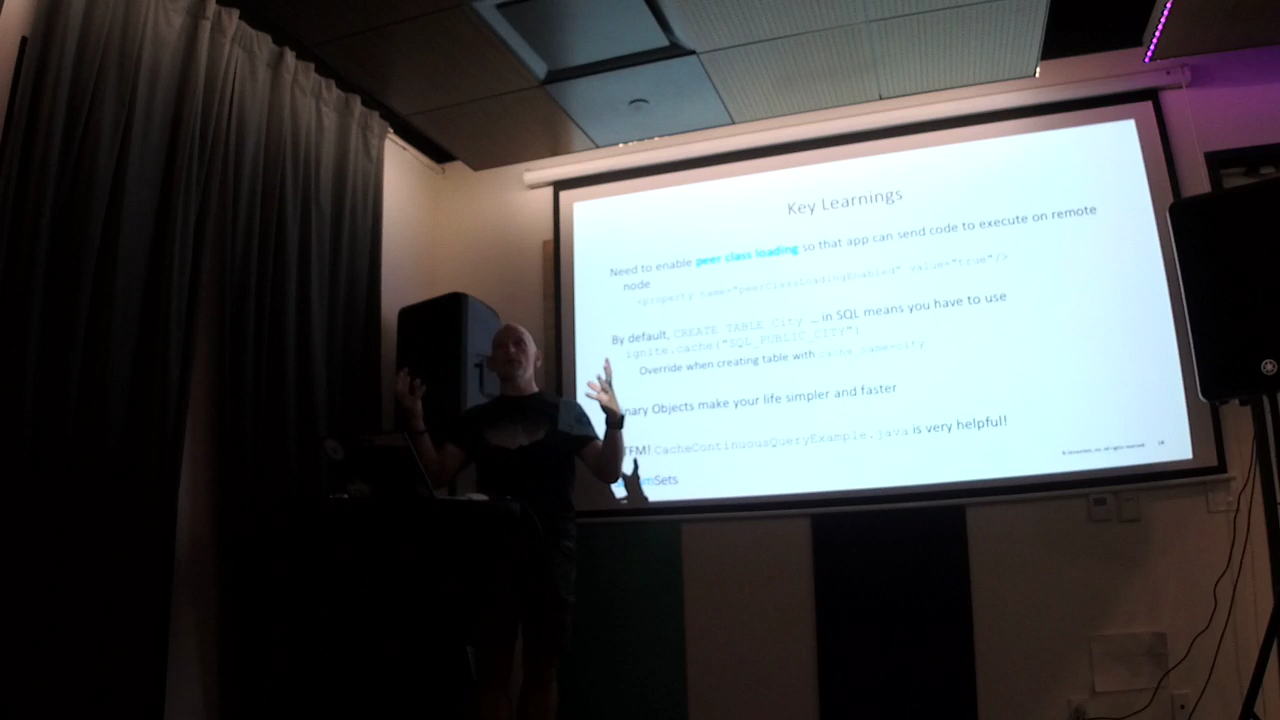 Key Learnings
Need to enable peer class loading so that app can send code to execute on remote
node
<property name="peerClassLoadingEnabled" value="true"/>
By default, CREATE TABLE City … in SQL means you have to use
ignite.cache("SQL_PUBLIC_CITY")
Override when creating table with cache_name=city
nary Objects make your life simpler and faster
TFM! CacheContinuousQueryExample.java is very helpful!
mSets
All rights reserved